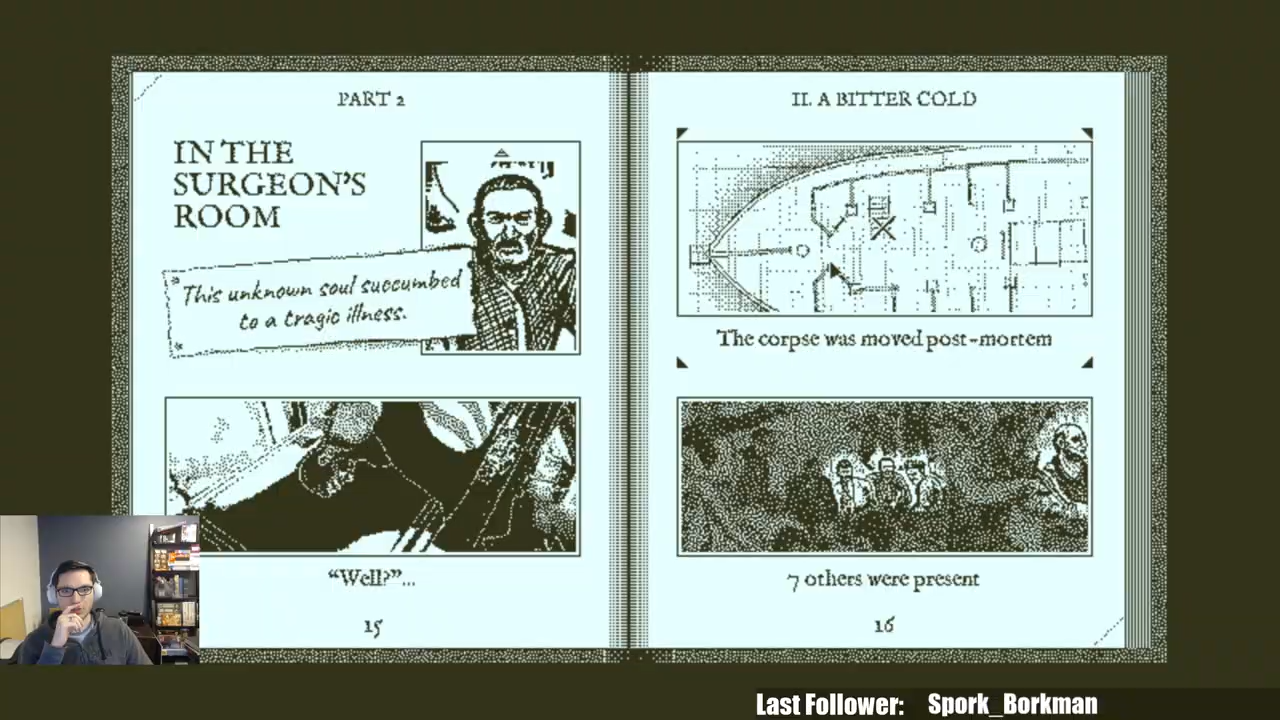 PART 2
IN THE
SURGEON'S
ROOM
This unknown soul succumbed
to a tragic illness.
"Well?"...
15
II. A BITTER COLD
The corpse was moved post-mortem
7 others were present
16
Last Follower: Spork_Borkman